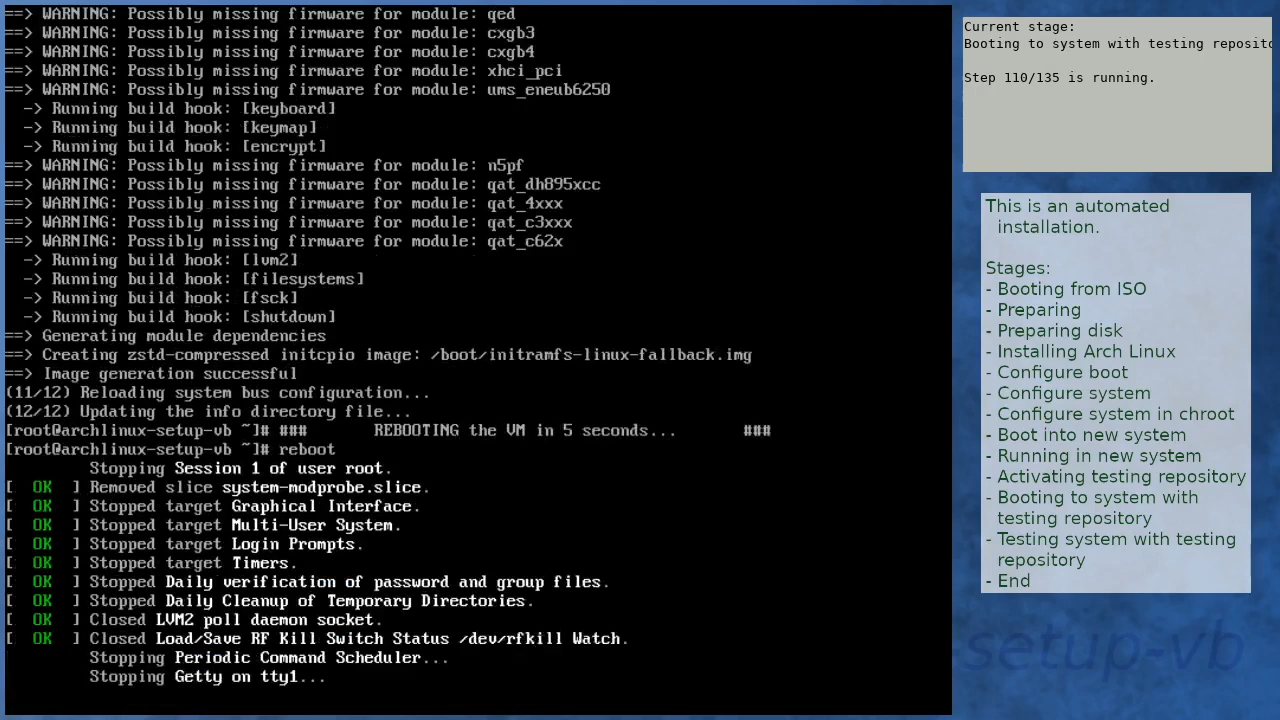 ==> WARNING: Possibly missing firmware for module: qed
==> WARNING: Possibly missing firmware for module: cxgb3
==> WARNING: Possibly missing firmware for module: cxgb4
==> WARNING: Possibly missing firmware for module: xhci_pci
==> WARNING: Possibly missing firmware for module: ums_eneub6250
-> Running build hook: [keyboard]
-> Running build hook: [keymap]
-> Running build hook: [encrypt]
==> WARNING: Possibly missing firmware for module: n5pf
==> WARNING: Possibly missing firmware for module: qat_dh895xcc
==> WARNING: Possibly missing firmware for module: qat_4xxx
==> WARNING: Possibly missing firmware for module: qat_c3xxx
==> WARNING: Possibly missing firmware for module: qat_c62x
-> Running build hook: [lvm2]
-> Running build hook: [filesystems]
-> Running build hook: [fsck]
-> Running build hook: [shutdown]
==> Generating module dependencies
==> Creating zstd-compressed initcpio image: /boot/initramfs-linux-fallback.img
==> Image generation successful
(11/12) Reloading system bus configuration...
(12/12) Updating the info directory file...
[root@archlinux-setup-vb ~]# ### REBOOTING the VM in 5 seconds... ###
[root@archlinux-setup-vb ~]# reboot
Stopping Session 1 of user root.
[ OK ] Removed slice system-modprobe.slice.
[ OK ] Stopped target Graphical Interface.
[ OK ] Stopped target Multi-User System.
[ OK ] Stopped target Login Prompts.
[ OK ] Stopped target Timers.
[ OK ] Stopped Daily verification of password and group files.
[ OK ] Stopped Daily Cleanup of Temporary Directories.
[ OK ] Closed LVM2 poll daemon socket.
[ OK ] Closed Load/Save RF Kill Switch Status /dev/rfkill Watch.
Stopping Periodic Command Scheduler...
Stopping Getty on tty1...
Current stage:
Booting to system with testing reposito
Step 110/135 is running.
This is an automated
installation.
Stages:
- Booting from ISO
- Preparing
- Preparing disk
- Installing Arch Linux
- Configure boot
- Configure system
- Configure system in chroot
- Boot into new system
- Running in new system
- Activating testing repository
- Booting to system with
testing repository
- Testing system with testing
repository
- End
-setup-vb